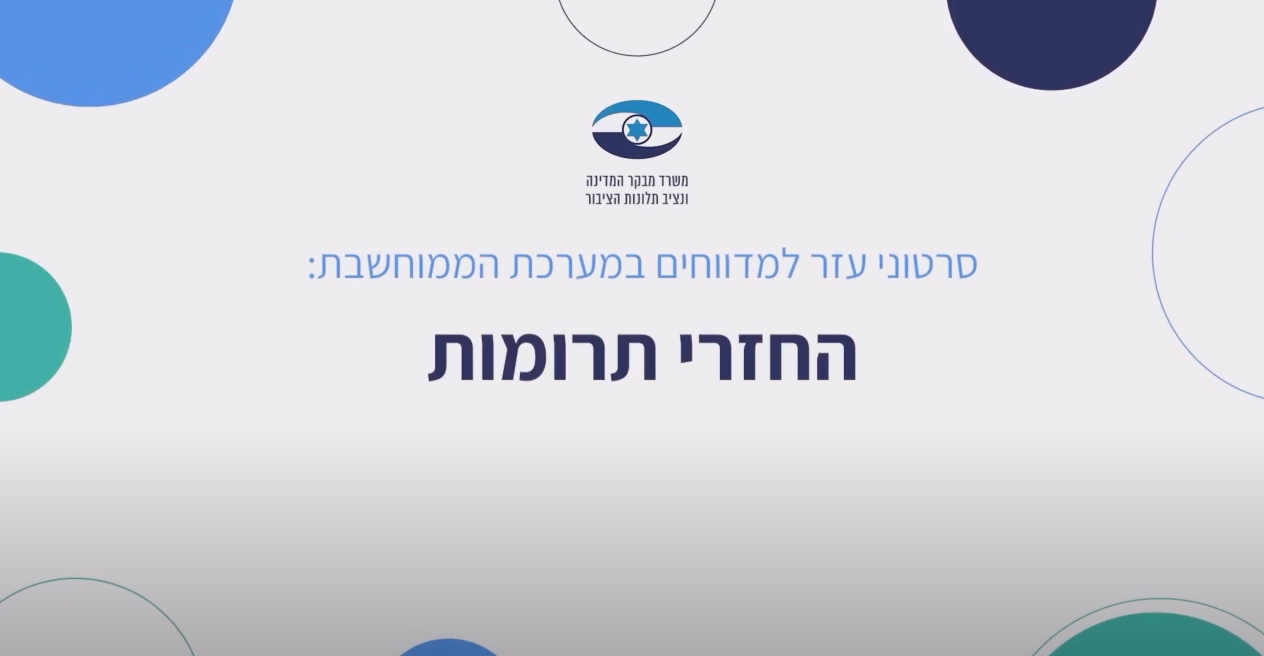 משרד מבקר המדינה
ונציב תלונות הציבור
סרטוני עזר למדווחים במערכת הממוחשבת:
החזרי תרומות